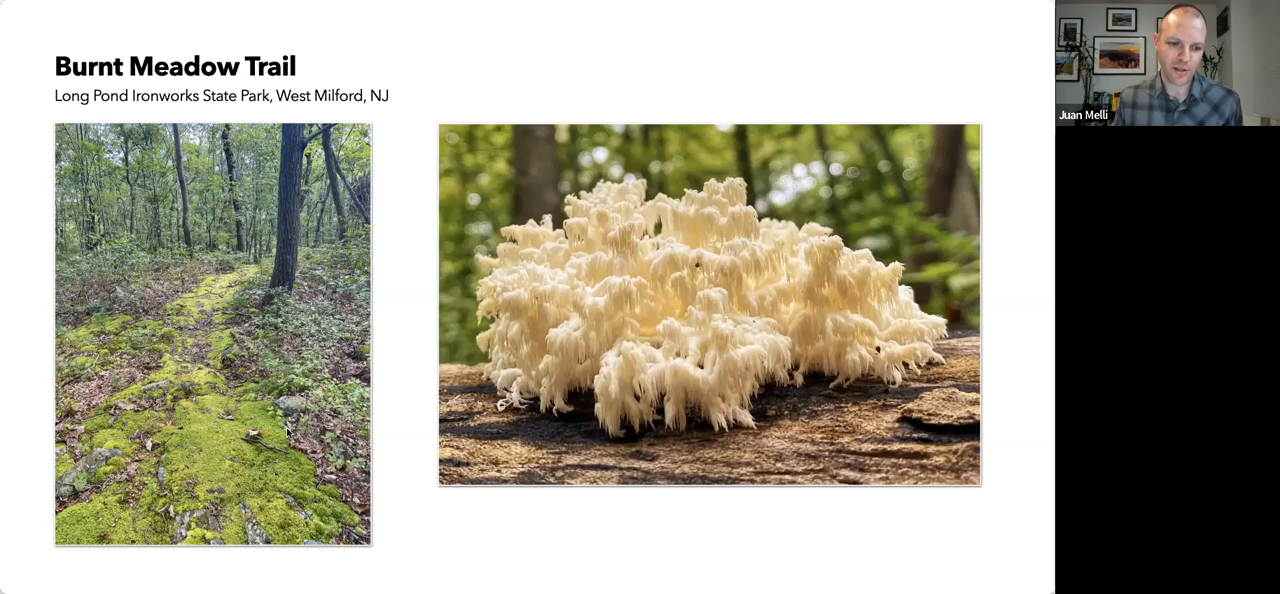 Burnt Meadow Trail
Long Pond Ironworks State Park, West Milford, NJ
Juan Melli